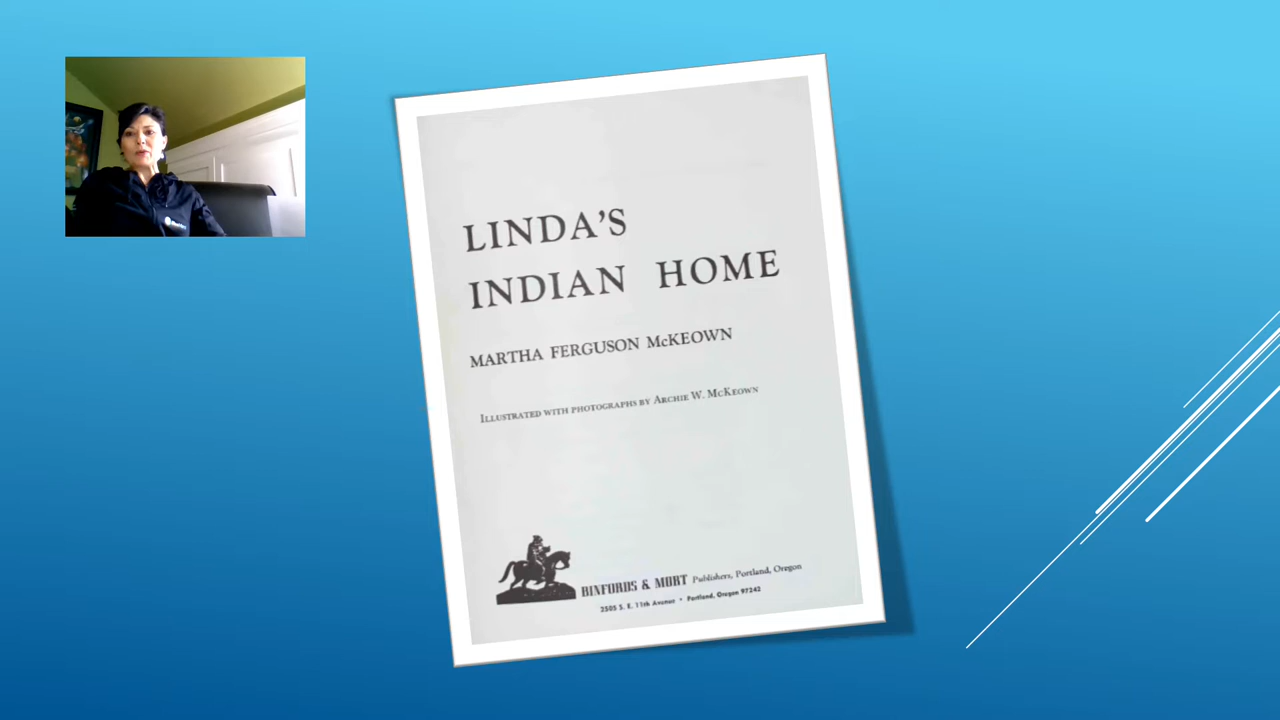 LINDA'S
INDIAN HOME
MARTHA FERGUSON McKEOWN
ILLUSTRATED WITH PHOTOGRAPHS BY ARCHIE W. McKEOWN
BINFORDS & MORT Publishers, Portland, Oregon
2505 S. E. 11th Avenue • Portland, Oregon 97242